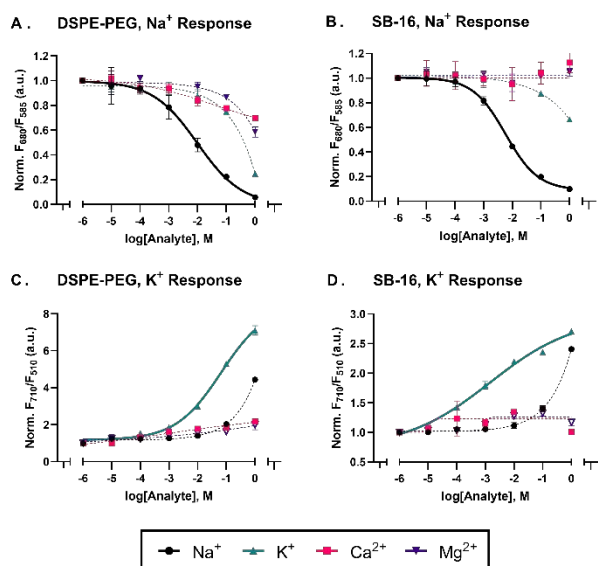 A. DSPE-PEG, Na⁺ Response
Norm. F₆₈₀/F₅₈₅ (a.u.)
1.2
1.0
0.8
0.6
0.4
0.2
0.0
-6 -5 -4 -3 -2 -1 0
log[Analyte], M
B. SB-16, Na⁺ Response
Norm. F₆₈₀/F₅₈₅ (a.u.)
1.2
1.0
0.8
0.6
0.4
0.2
0.0
-6 -5 -4 -3 -2 -1 0
log[Analyte], M
C. DSPE-PEG, K⁺ Response
Norm. F₇₁₀/F₅₁₀ (a.u.)
8
6
4
2
0
-6 -5 -4 -3 -2 -1 0
log[Analyte], M
D. SB-16, K⁺ Response
Norm. F₇₁₀/F₅₁₀ (a.u.)
3.0
2.5
2.0
1.5
1.0
0.5
-6 -5 -4 -3 -2 -1 0
log[Analyte], M
Na⁺ K⁺ Ca²⁺ Mg²⁺